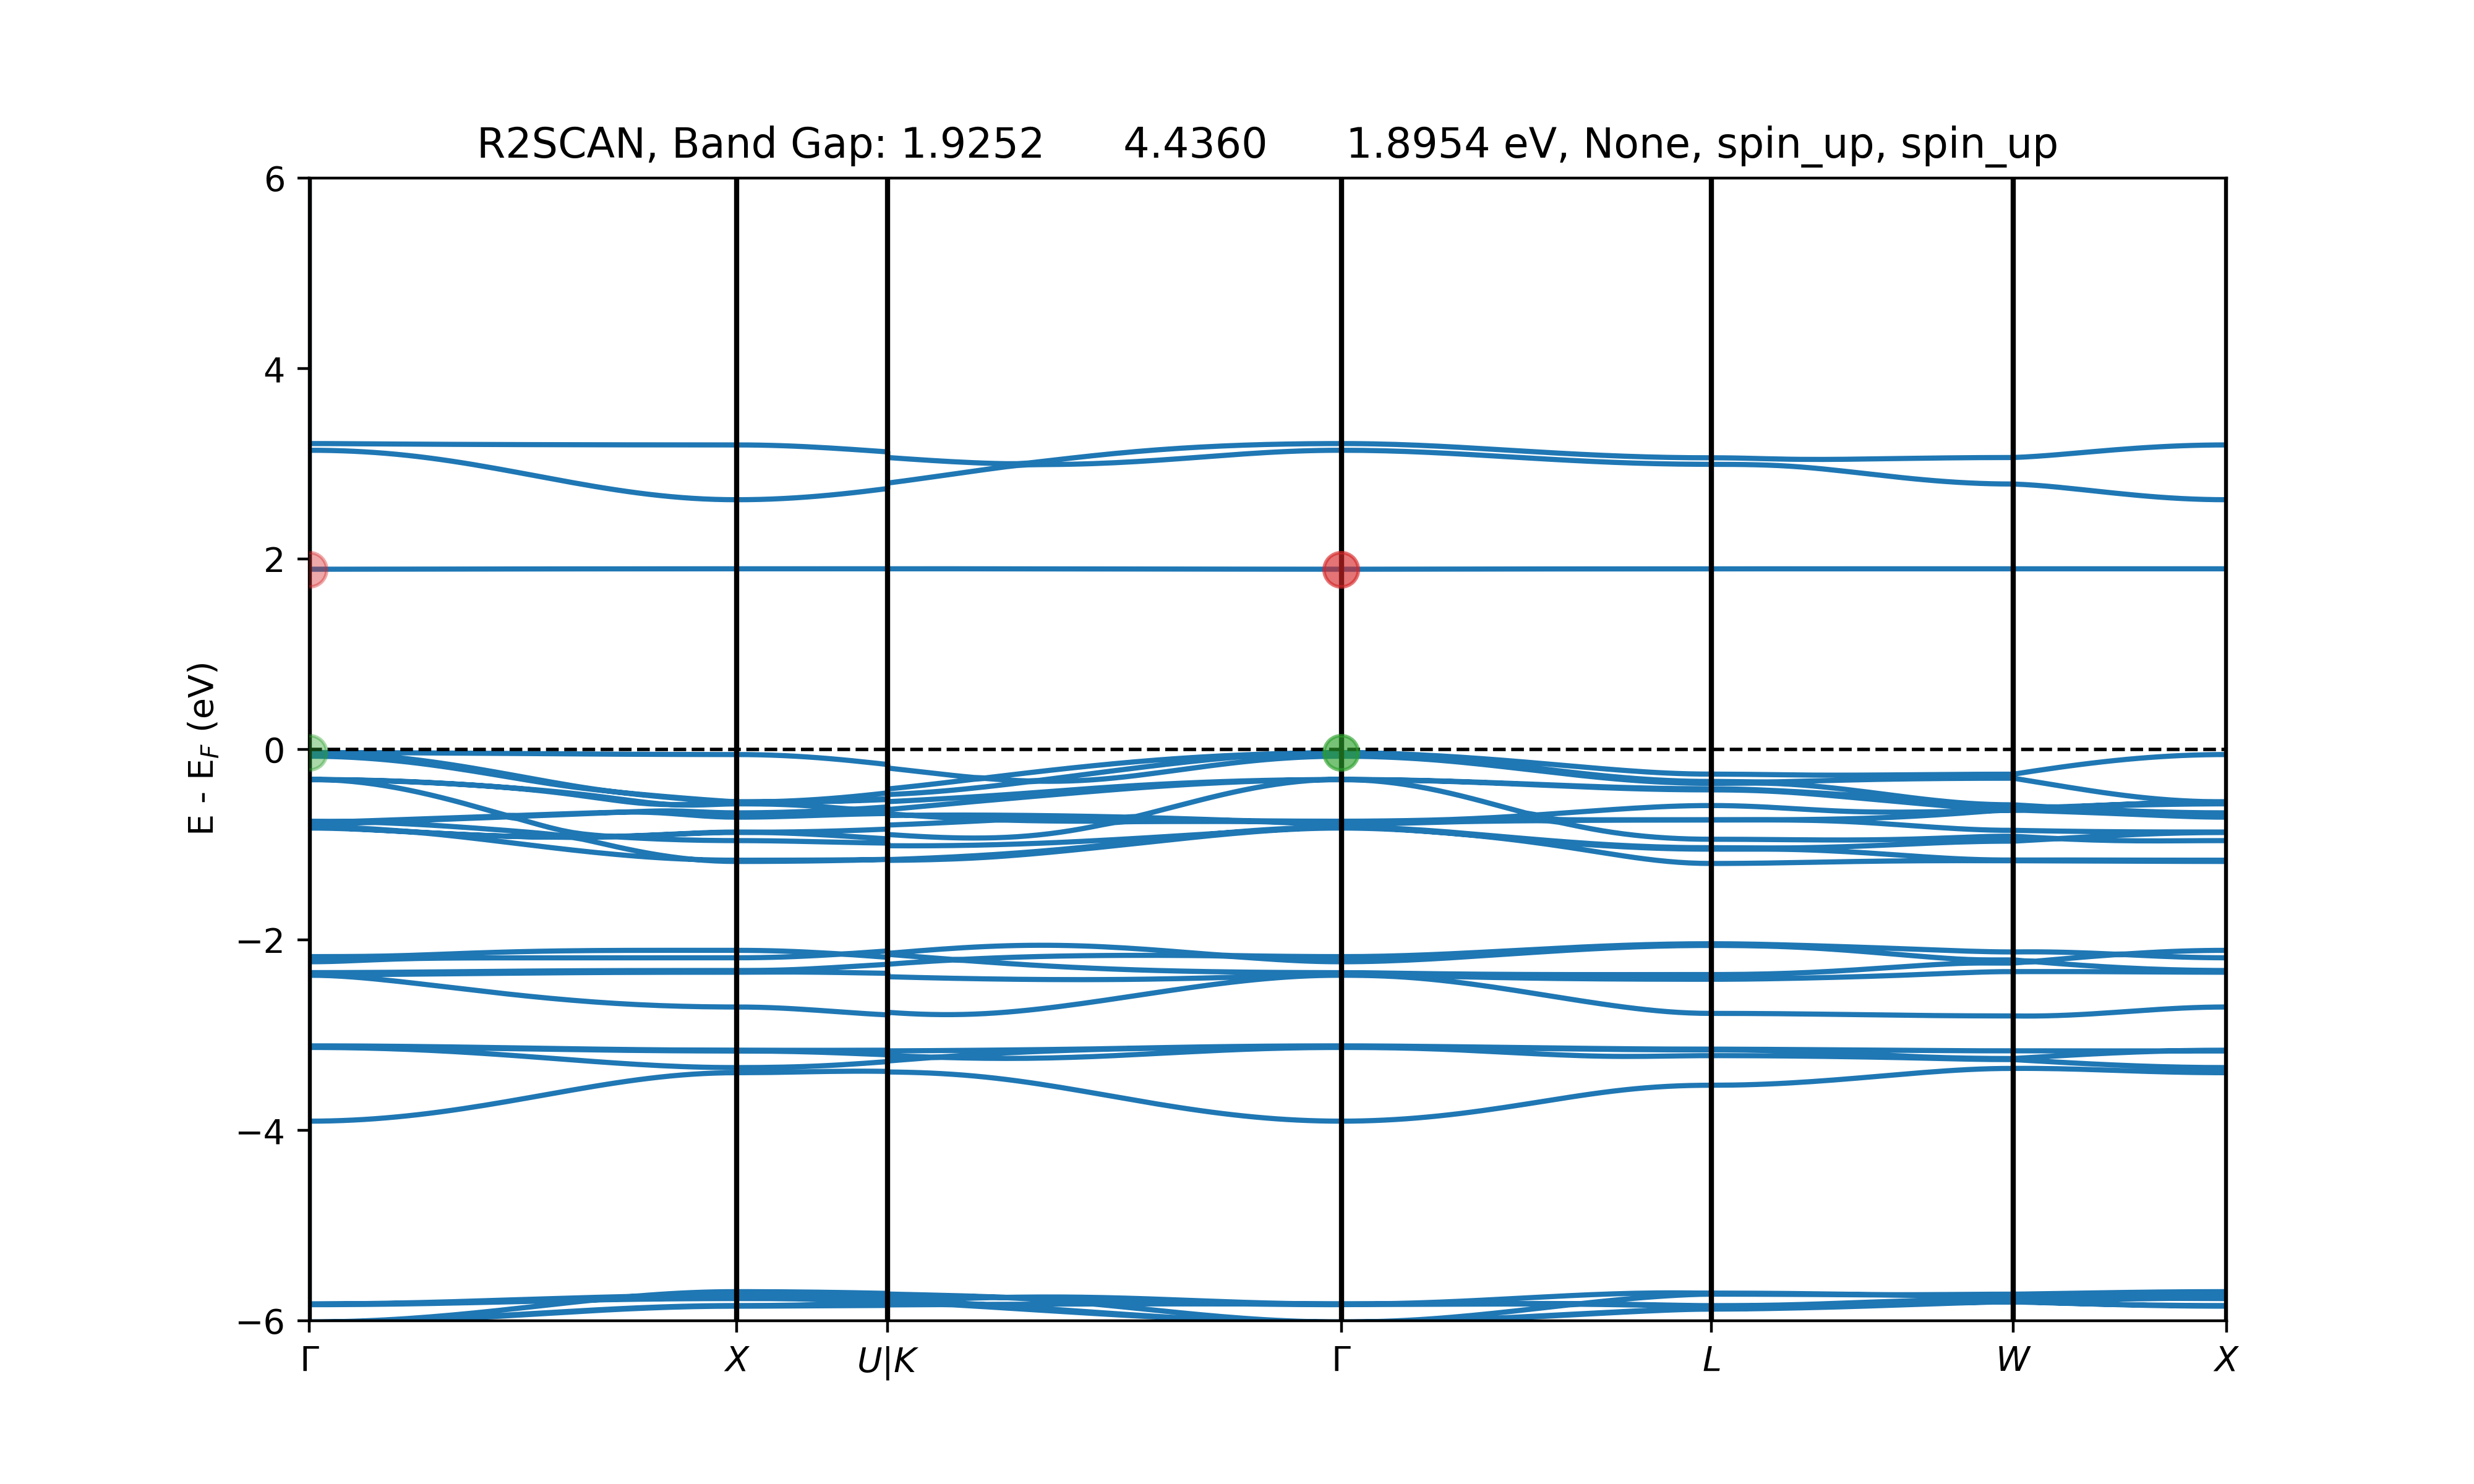 R2SCAN, Band Gap: 1.9252 4.4360 1.8954 eV, None, spin_up, spin_up
6
4
2
0
−2
−4
−6
E - E_F (eV)
Γ X U|K Γ L W X